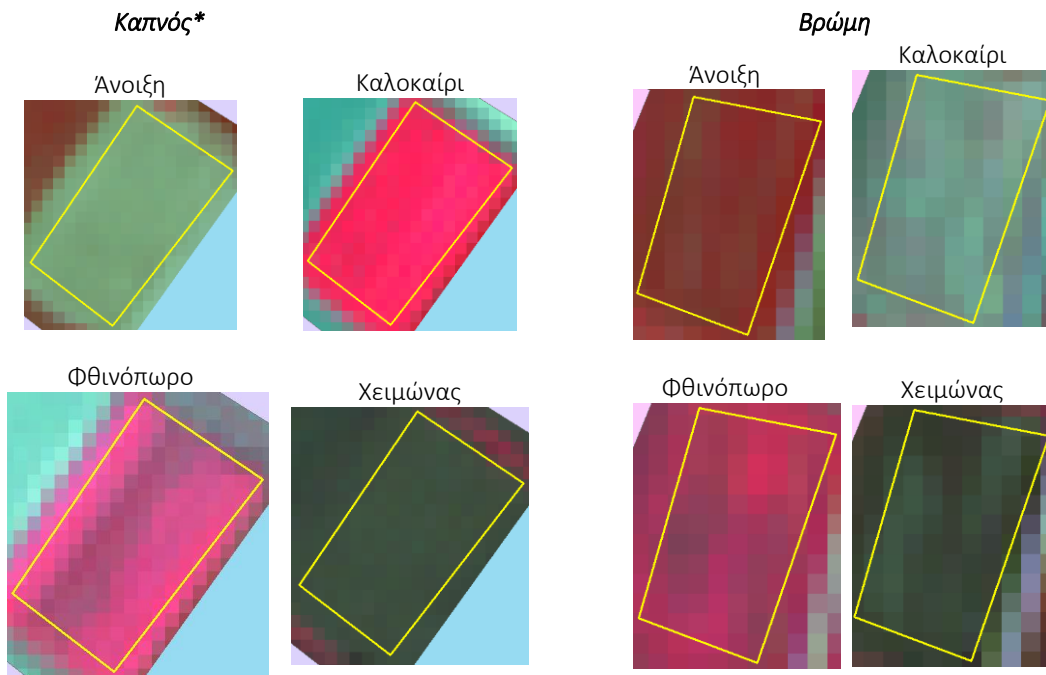 Καπνός*
Βρώμη
Άνοιξη
Καλοκαίρι
Άνοιξη
Καλοκαίρι
Φθινόπωρο
Χειμώνας
Φθινόπωρο
Χειμώνας